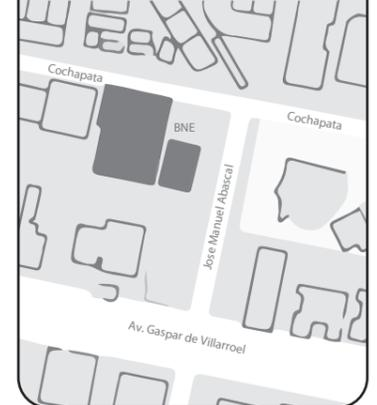 Cochapata
BNE
Cochapata
Jose Manuel Abascal
Av. Gaspar de Villarroel